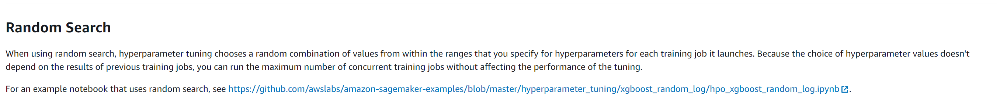 Random Search
When using random search, hyperparameter tuning chooses a random combination of values from within the ranges that you specify for hyperparameters for each training job it launches. Because the choice of hyperparameter values doesn't
depend on the results of previous training jobs, you can run the maximum number of concurrent training jobs without affecting the performance of the tuning.
For an example notebook that uses random search, see https://github.com/awslabs/amazon-sagemaker-examples/blob/master/hyperparameter_tuning/xgboost_random_log/hpo_xgboost_random_log.ipynb.